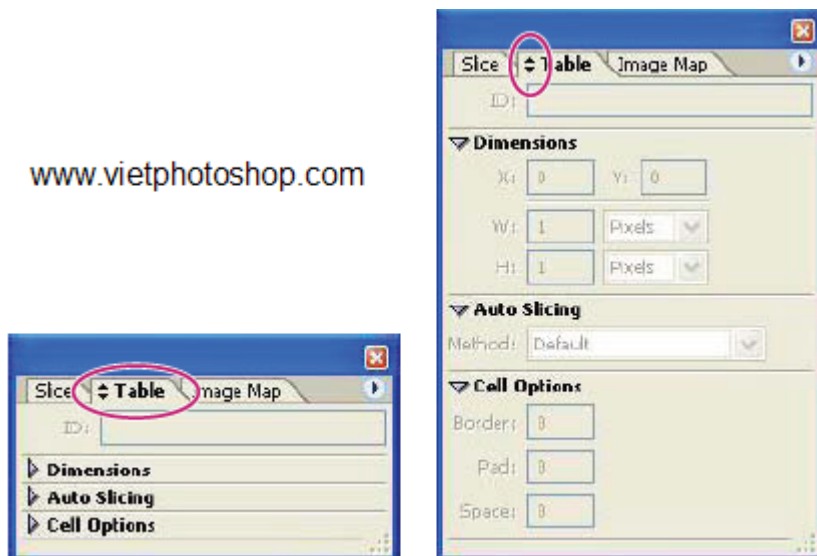 www.vietphotoshop.com
Slice Table Image Map
ID:
Dimensions
Auto Slicing
Cell Options
Slice Table Image Map
ID:
Dimensions
X: 0 Y: 0
W: 1 Pixels
H: 1 Pixels
Auto Slicing
Method: Default
Cell Options
Border: 0
Pad: 0
Space: 0